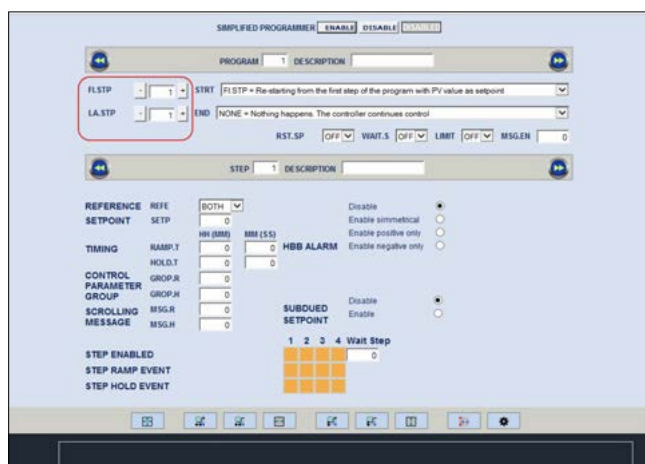 SIMPLIFIED PROGRAMMER ENABLE DISABLE DISABLED
PROGRAM 1 DESCRIPTION
FI.STP - 1 + STRT FI.STP = Re-starting from the first step of the program with PV value as setpoint
LA.STP - 1 + END NONE = Nothing happens. The controller continues control
RST.SP OFF WAIT.S OFF LIMIT OFF MSG.EN 0
STEP 1 DESCRIPTION
REFERENCE REFE BOTH
SETPOINT SETP 0
HH (MM) MM (SS)
TIMING RAMP.T 0 0
HOLD.T 0 0
HBB ALARM
Disable
Enable simmetrical
Enable positive only
Enable negative only
CONTROL PARAMETER GROUP
GROP.R 0
GROP.H 0
SCROLLING MESSAGE
MSG.R 0
MSG.H 0
SUBDUED SETPOINT
Disable
Enable
1 2 3 4 Wait Step
STEP ENABLED 0
STEP RAMP EVENT
STEP HOLD EVENT